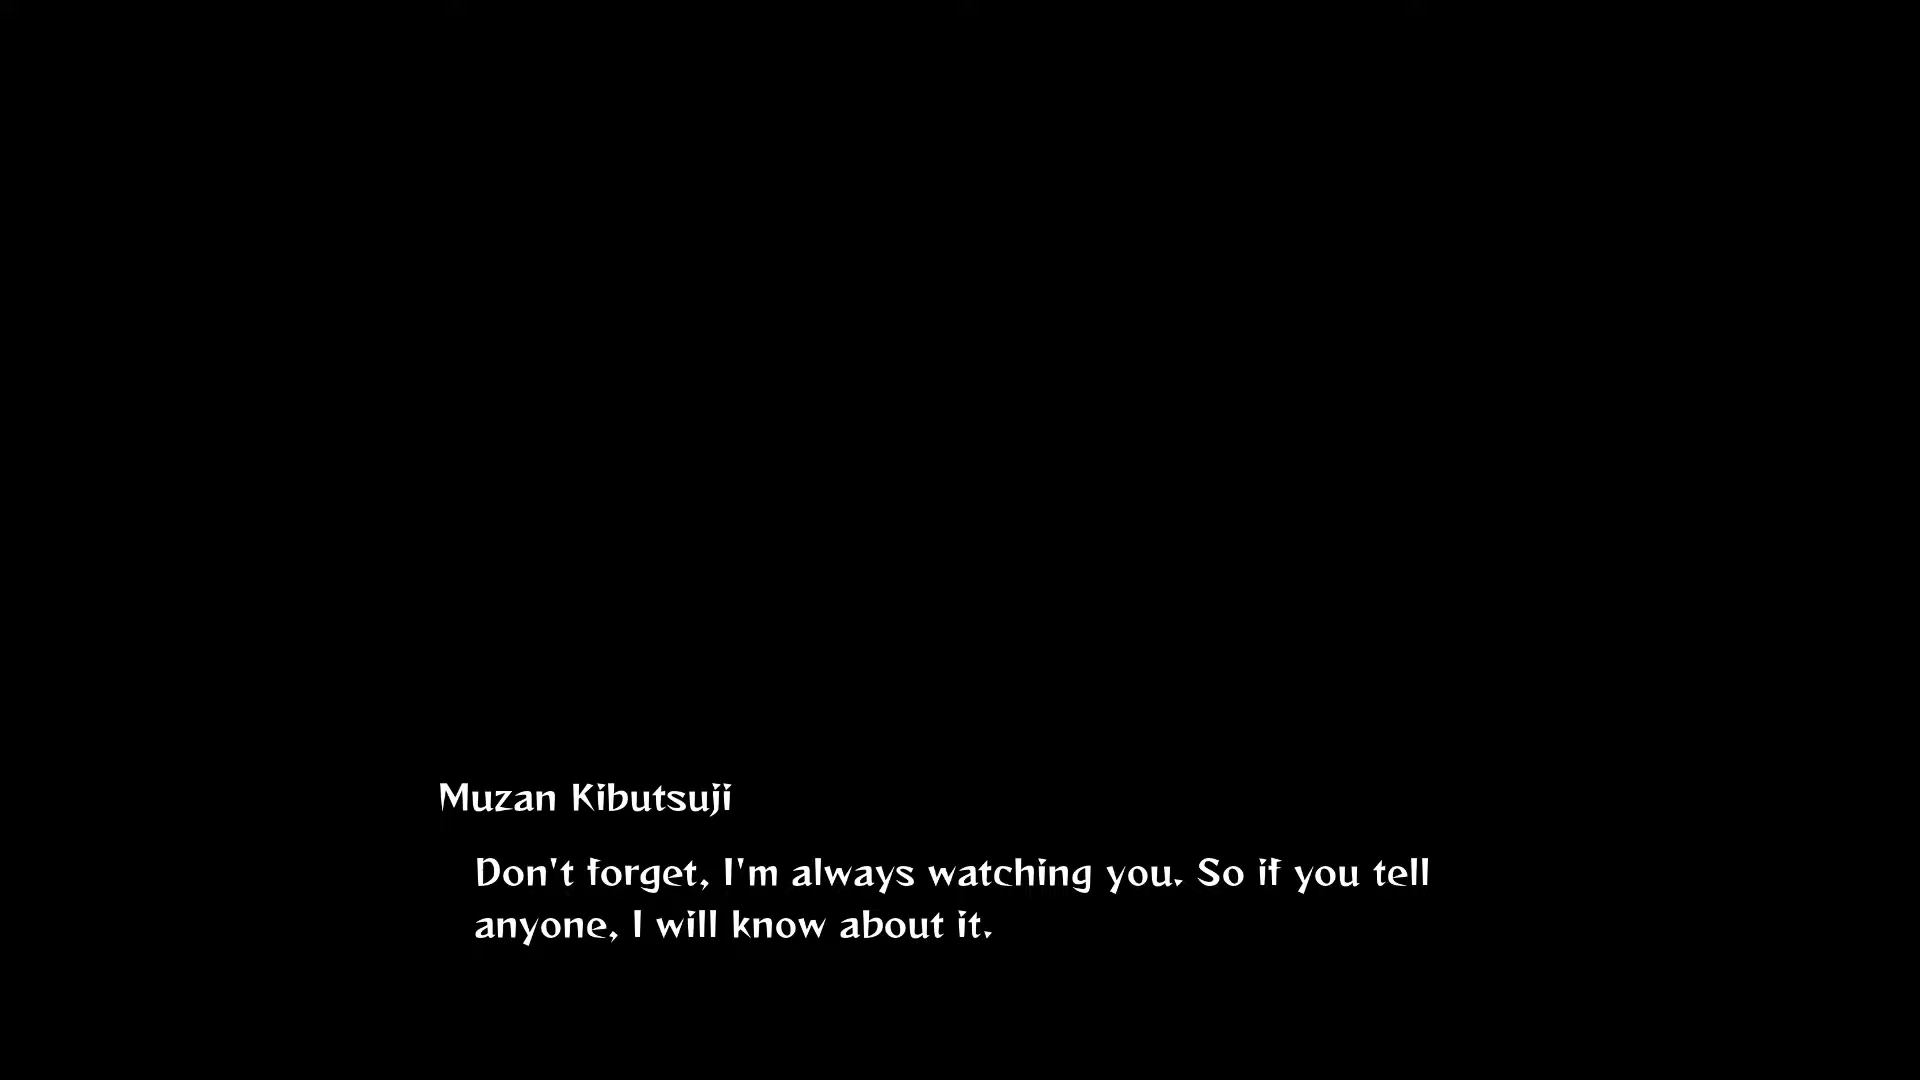 Muzan Kibutsuji
Don't forget, I'm always watching you. So if you tell
anyone, I will know about it.